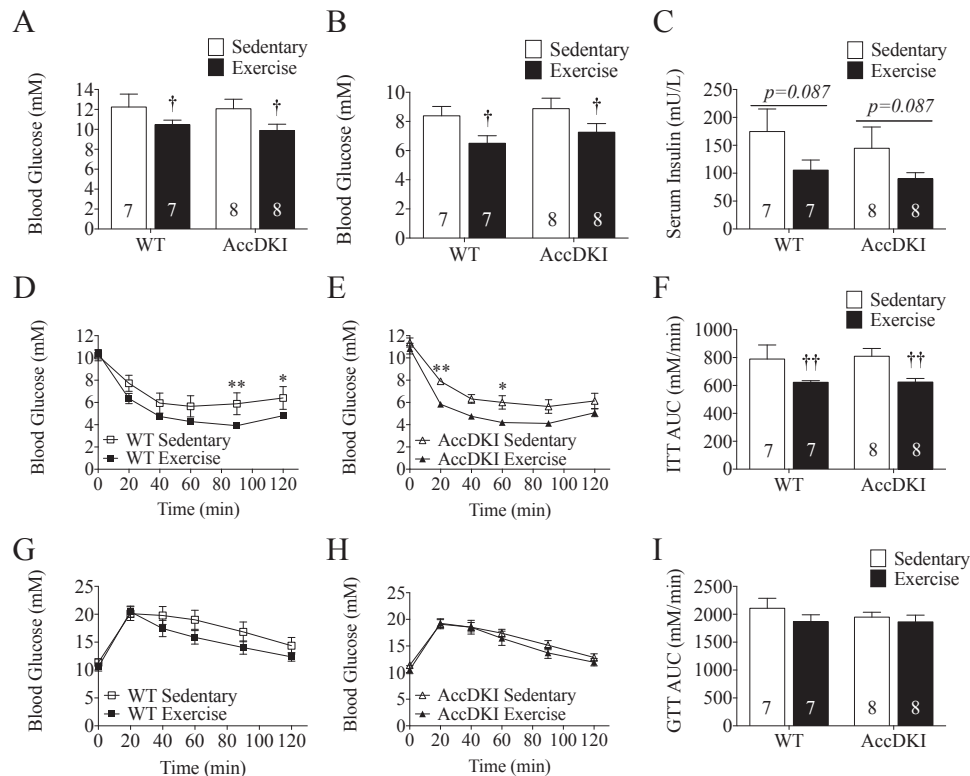 A
Sedentary
Exercise
Blood Glucose (mM)
14
12
10
8
6
4
2
0
†
†
7
7
8
8
WT
AccDKI
B
Sedentary
Exercise
Blood Glucose (mM)
8
6
4
2
0
†
†
7
7
8
8
WT
AccDKI
C
Sedentary
Exercise
Serum Insulin (mU/L)
250
200
150
100
50
0
p=0.087
p=0.087
7
7
8
8
WT
AccDKI
D
Blood Glucose (mM)
12
10
8
6
4
2
0
**
*
WT Sedentary
WT Exercise
0 20 40 60 80 100 120
Time (min)
E
Blood Glucose (mM)
12
10
8
6
4
2
0
**
*
AccDKI Sedentary
AccDKI Exercise
0 20 40 60 80 100 120
Time (min)
F
Sedentary
Exercise
ITT AUC (mM/min)
1000
800
600
400
200
0
††
††
7
7
8
8
WT
AccDKI
G
Blood Glucose (mM)
25
20
15
10
5
0
WT Sedentary
WT Exercise
0 20 40 60 80 100 120
Time (min)
H
Blood Glucose (mM)
25
20
15
10
5
0
AccDKI Sedentary
AccDKI Exercise
0 20 40 60 80 100 120
Time (min)
I
Sedentary
Exercise
GTT AUC (mM/min)
2500
2000
1500
1000
500
0
7
7
8
8
WT
AccDKI